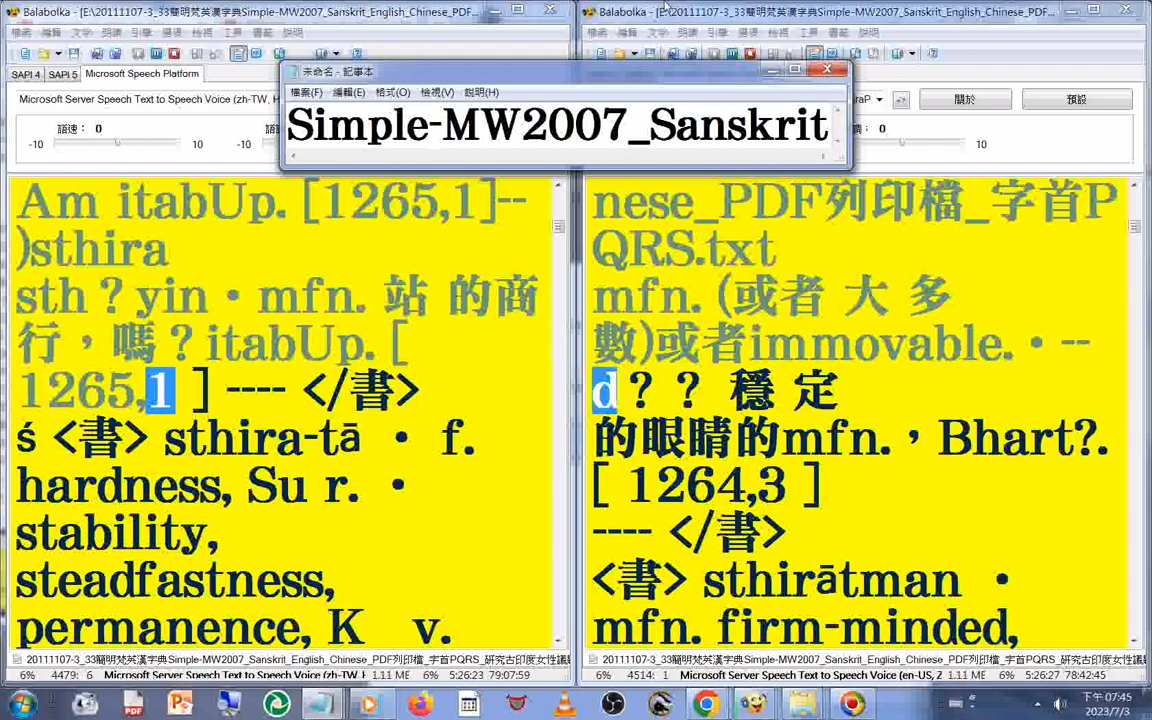 Balabolka - [E:\20111107-3_33簡明梵英漢字典Simple-MW2007_Sanskrit_English_Chinese_PDF...
Balabolka - [E:\20111107-3_33簡明梵英漢字典Simple-MW2007_Sanskrit_English_Chinese_PDF...
SAPI 4 SAPI 5 Microsoft Speech Platform
未命名 - 記事本
檔案(F) 編輯(E) 格式(O) 檢視(V) 說明(H)
Simple-MW2007_Sanskrit
Microsoft Server Speech Text to Speech Voice (zh-TW, H
關於 預設
語速： 0
-10 10 -10
0
10
Am itabUp. [1265,1]--
)sthira
sth？yin • mfn. 站 的商
行，嗎？itabUp. [
1265,1 ] ---- </書>
ś <書> sthira-tā • f.
hardness, Su r. •
stability,
steadfastness,
permanence, K v.
nese_PDF列印檔_字首P
QRS.txt
mfn. (或者 大 多
數)或者immovable. • --
d？？ 穩 定
的眼睛的mfn.，Bhart?.
[ 1264,3 ]
---- </書>
<書> sthirātman •
mfn. firm-minded,
20111107-3_33簡明梵英漢字典Simple-MW2007_Sanskrit_English_Chinese_PDF列印檔_字首PQRS_研究古印度女性議
6% 4479: 6 Microsoft Server Speech Text to Speech Voice (zh-TW, H 1.11 MB 6% 5:26:23 79:07:59
20111107-3_33簡明梵英漢字典Simple-MW2007_Sanskrit_English_Chinese_PDF列印檔_字首PQRS_研究古印度女性議
6% 4514: 1 Microsoft Server Speech Text to Speech Voice (en-US, Z 1.11 MB 6% 5:26:27 78:42:45
下午 07:45
2023/7/3